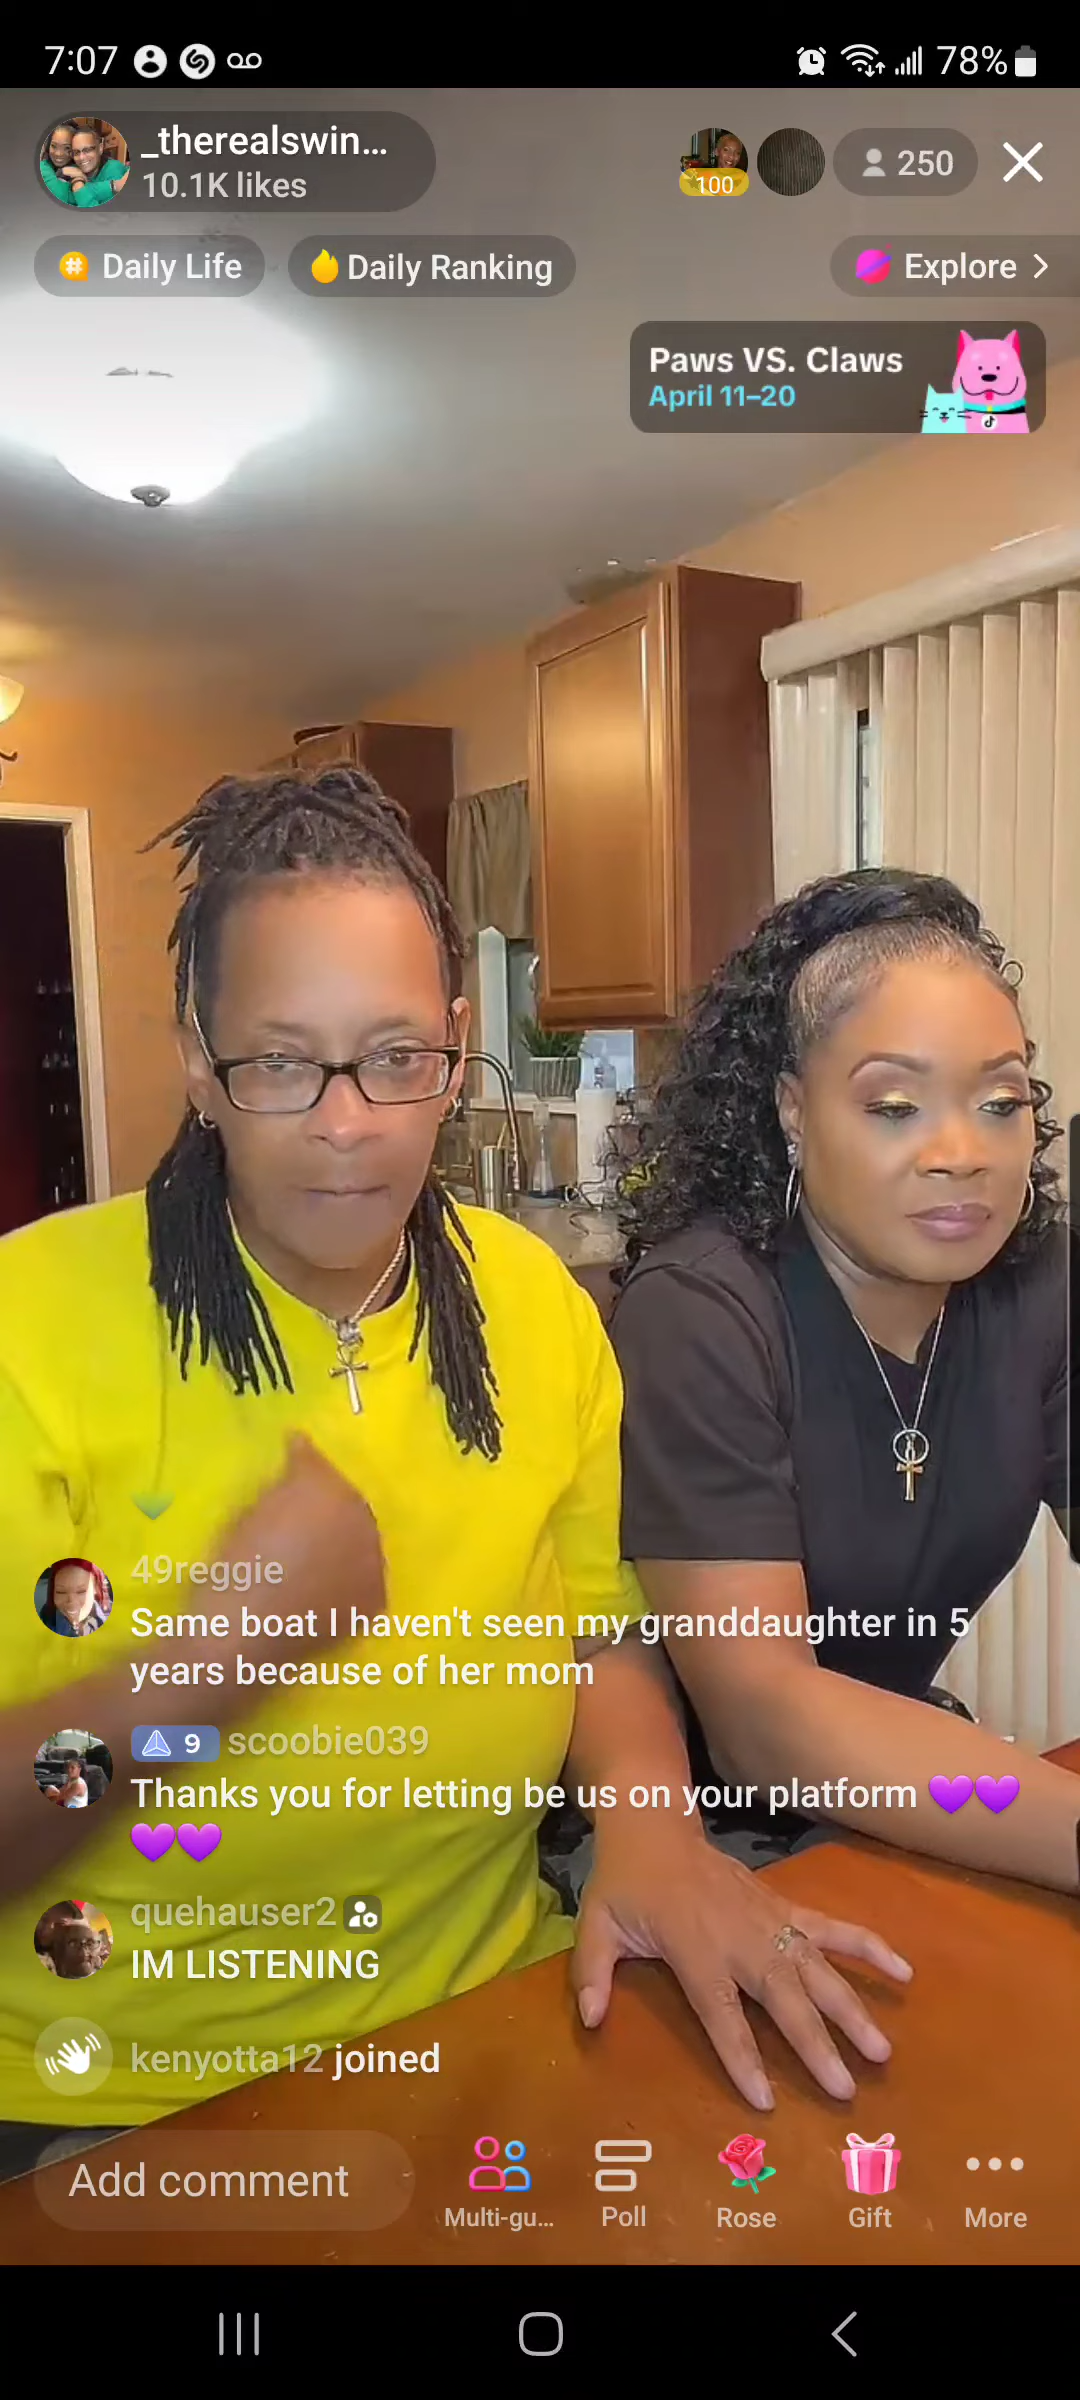 7:07 78%
_therealswin...
10.1K likes
100
250
Daily Life
Daily Ranking
Explore >
Paws VS. Claws
April 11–20
49reggie
Same boat I haven't seen my granddaughter in 5
years because of her mom
9 scoobie039
Thanks you for letting be us on your platform 💜💜
💜💜
quehauser2
IM LISTENING
kenyotta12 joined
Add comment
Multi-gu...
Poll
Rose
Gift
More